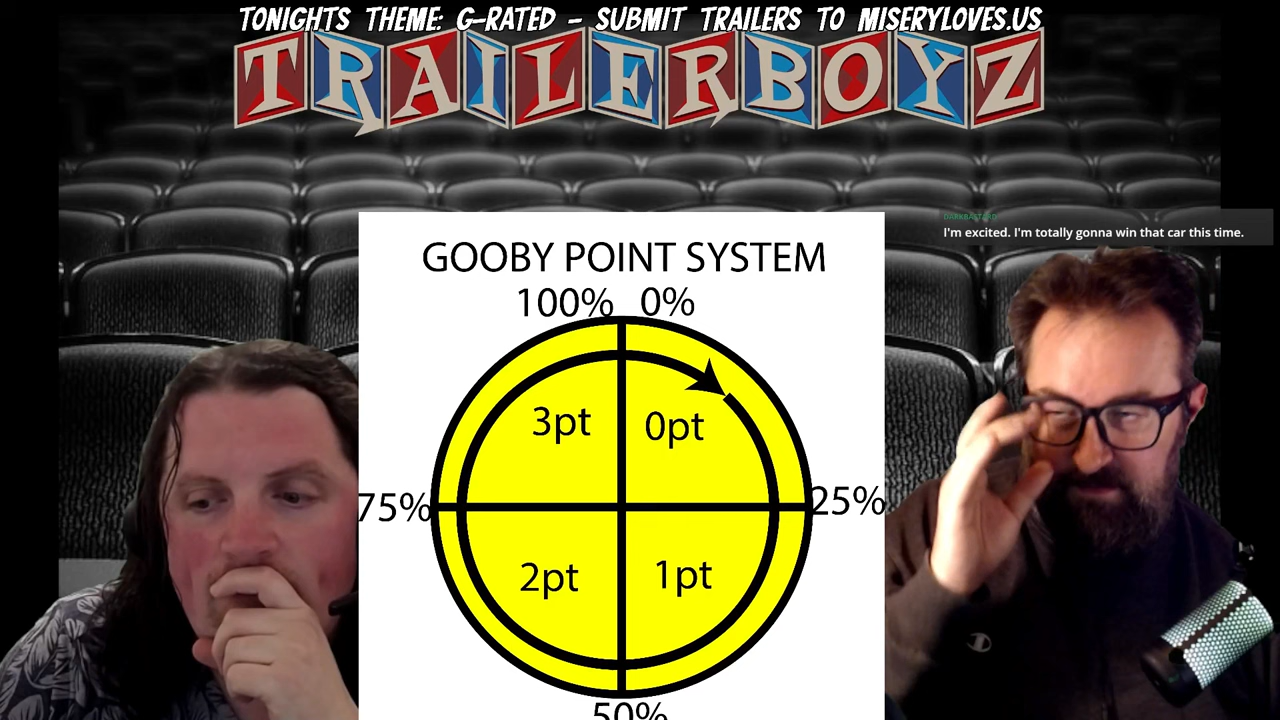 TONIGHTS THEME: G-RATED - SUBMIT TRAILERS TO MISERYLOVES.US
TRAILERBOYZ
DARKBASTARD
I'm excited. I'm totally gonna win that car this time.
GOOBY POINT SYSTEM
100% 0%
3pt 0pt
75% 25%
2pt 1pt
50%